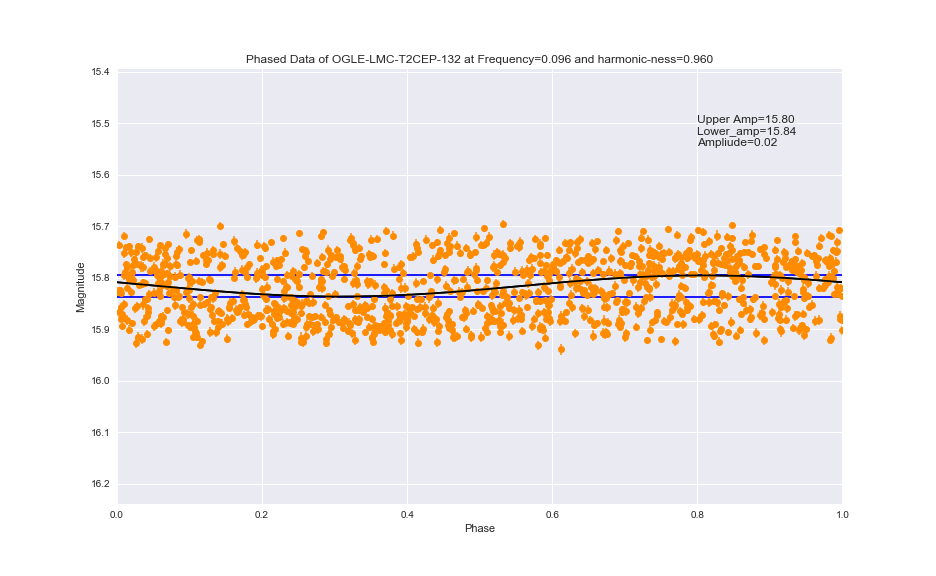 Phased Data of OGLE-LMC-T2CEP-132 at Frequency=0.096 and harmonic-ness=0.960
15.4
15.5
15.6
15.7
15.8
15.9
16.0
16.1
16.2
Magnitude
Upper Amp=15.80
Lower_amp=15.84
Ampliude=0.02
0.0 0.2 0.4 0.6 0.8 1.0
Phase